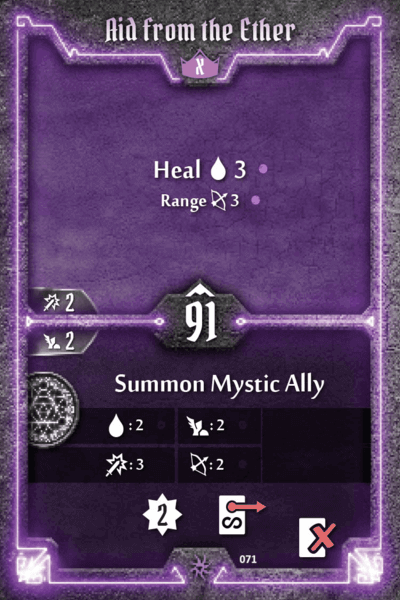 Aid from the Ether
X
Heal 3
Range 3
2
91
2
Summon Mystic Ally
: 2 : 2
: 3 : 2
2
071